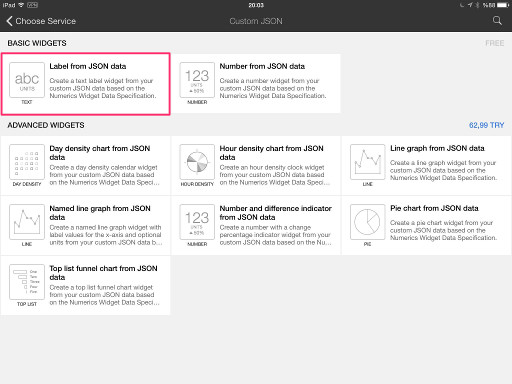 iPad VPN 20:03 %88
Choose Service Custom JSON
BASIC WIDGETS FREE
abc
UNITS
TEXT
Label from JSON data
Create a text label widget from your
custom JSON data based on the
Numerics Widget Data Specification.
123
UNITS
▲50%
NUMBER
Number from JSON data
Create a number widget from your
custom JSON data based on the
Numerics Widget Data Specification.
ADVANCED WIDGETS 62,99 TRY
DAY DENSITY
Day density chart from JSON
data
Create a day density calendar widget
from your custom JSON data based
on the Numerics Widget Data Speci...
HOUR DENSITY
Hour density chart from JSON
data
Create an hour density clock widget
from your custom JSON data based
on the Numerics Widget Data Speci...
LINE
Line graph from JSON data
Create a line graph widget from your
custom JSON data based on the
Numerics Widget Data Specification.
LINE
Named line graph from JSON
data
Create a named line graph widget with
label values for the x-axis and optional
units from your custom JSON data b...
123
UNITS
▲50%
NUMBER
Number and difference indicator
from JSON data
Create a number with a change
percentage indicator widget from your
custom JSON data based on the Nu...
PIE
Pie chart from JSON data
Create a pie chart widget from your
custom JSON data based on the
Numerics Widget Data Specification.
One
Two
Three
Four
Five
TOP LIST
Top list funnel chart from JSON
data
Create a top list funnel chart widget
from your custom JSON data based
on the Numerics Widget Data Speci...